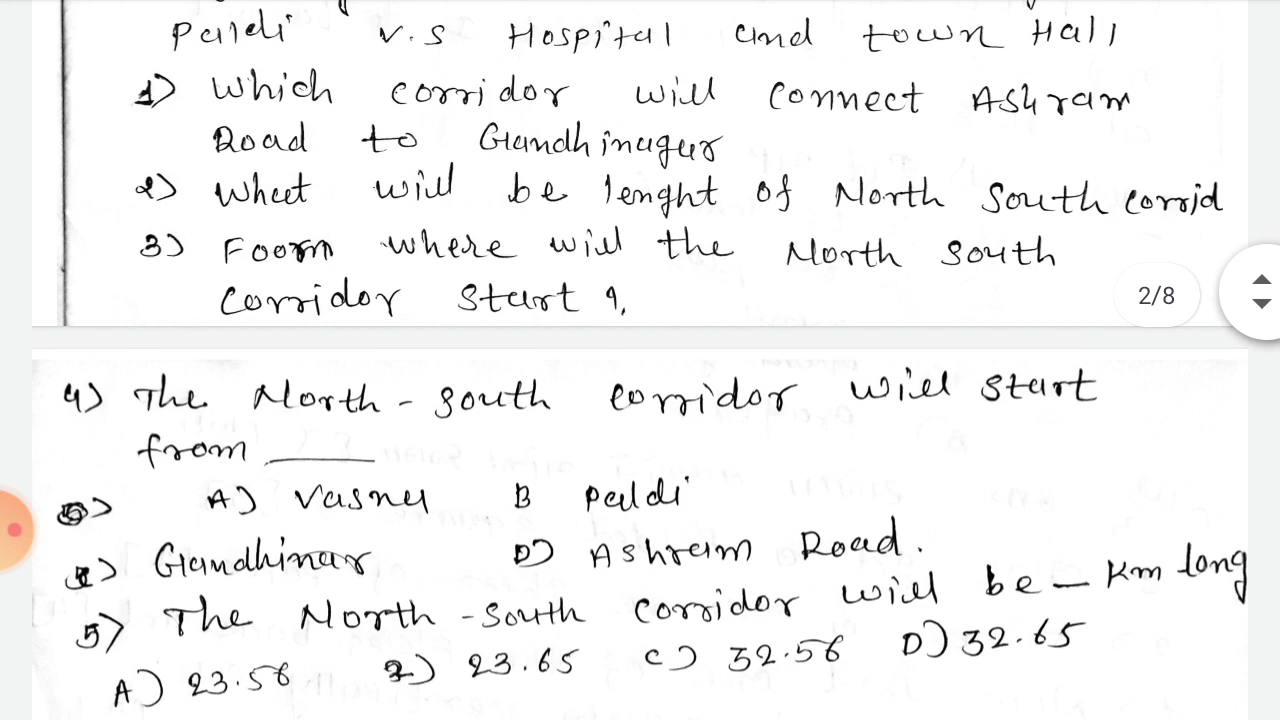 Paldi V.S Hospital and town Hall
1) Which corridor will connect Ashram
Road to Gandhinagar
2) What will be lenght of North South corrid
3) Foorm where will the North South
Corridor Start ?
2/8
4) The North - South corridor will start
from ____
A) Vasna B Paldi
Gandhinar D) Ashram Road.
5) The North - South corridor will be _ Km long
A) 23.56 2) 23.65 C) 32.56 D) 32.65